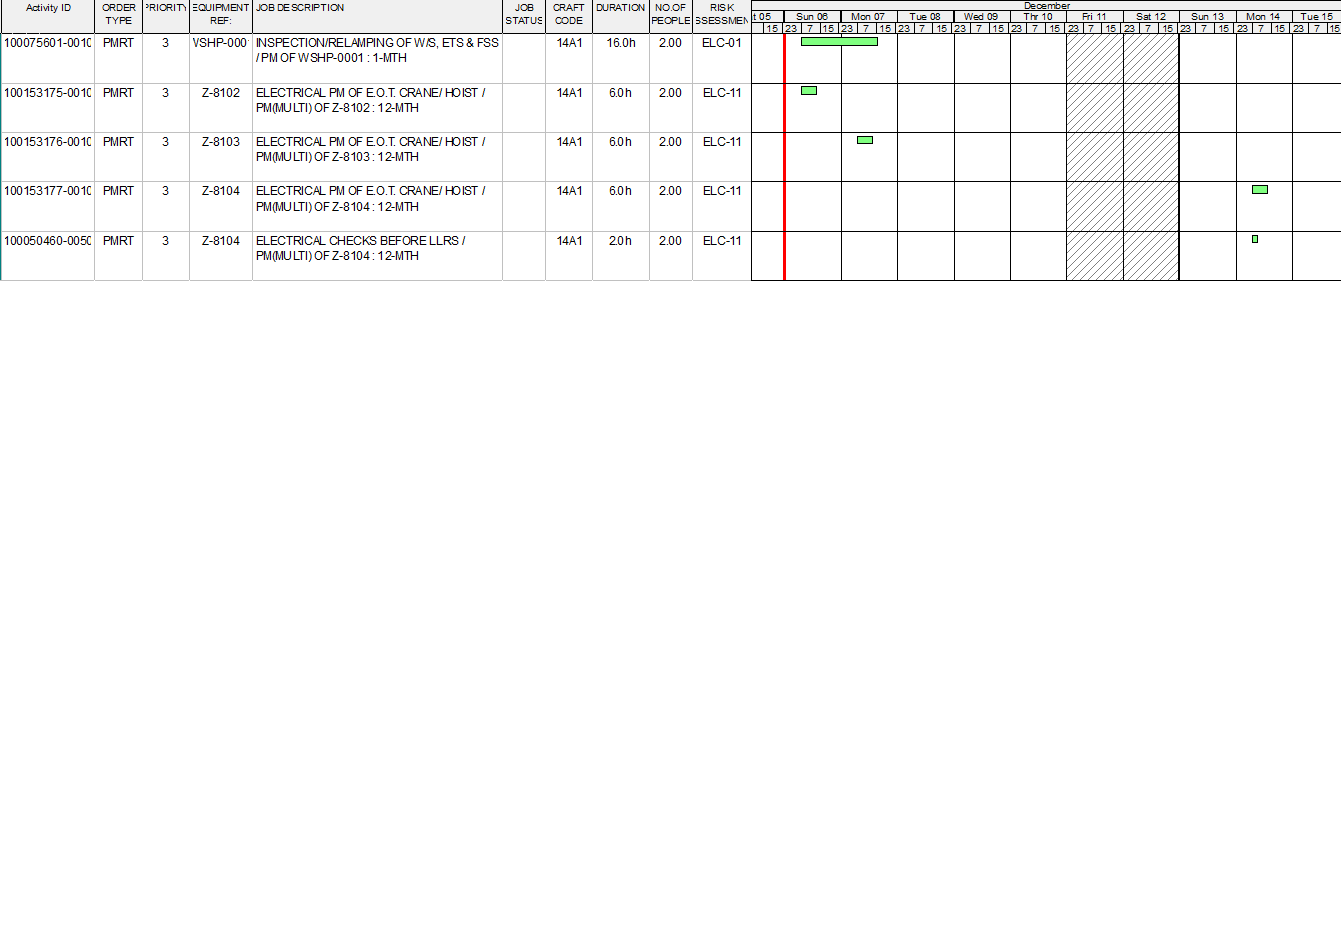 December
Activity ID ORDER TYPE PRIORITY EQUIPMENT REF: JOB DESCRIPTION JOB STATUS CRAFT CODE DURATION NO.OF PEOPLE RISK SSESSMEN t 05 Sun 06 Mon 07 Tue 08 Wed 09 Thr 10 Fri 11 Sat 12 Sun 13 Mon 14 Tue 15
15 23 7 15 23 7 15 23 7 15 23 7 15 23 7 15 23 7 15 23 7 15 23 7 15 23 7 15 23 7 15
100075601-0010 PMRT 3 WSHP-000 INSPECTION/RELAMPING OF W/S, ETS & FSS 14A1 16.0h 2.00 ELC-01
/ PM OF WSHP-0001 : 1-MTH
100153175-0010 PMRT 3 Z-8102 ELECTRICAL PM OF E.O.T. CRANE/ HOIST / 14A1 6.0h 2.00 ELC-11
PM(MULTI) OF Z-8102 : 12-MTH
100153176-0010 PMRT 3 Z-8103 ELECTRICAL PM OF E.O.T. CRANE/ HOIST / 14A1 6.0h 2.00 ELC-11
PM(MULTI) OF Z-8103 : 12-MTH
100153177-0010 PMRT 3 Z-8104 ELECTRICAL PM OF E.O.T. CRANE/ HOIST / 14A1 6.0h 2.00 ELC-11
PM(MULTI) OF Z-8104 : 12-MTH
100050460-0050 PMRT 3 Z-8104 ELECTRICAL CHECKS BEFORE LLRS / 14A1 2.0h 2.00 ELC-11
PM(MULTI) OF Z-8104 : 12-MTH